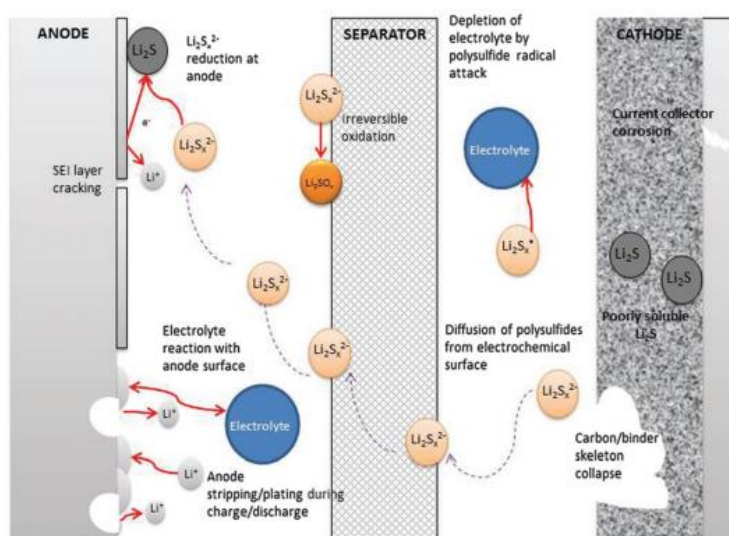 ANODE
Li₂S
Li₂Sₓ²⁻
reduction at
anode
e⁻
Li₂Sₓ²⁻
Li⁺
SEI layer
cracking
SEPARATOR
Li₂Sₓ²⁻
Irreversible
oxidation
Li₂SOₓ
Depletion of
electrolyte by
polysulfide radical
attack
Electrolyte
Li₂Sₓ*
CATHODE
Current collector
corrosion
Li₂S
Li₂S
Poorly soluble
Li₂S
Li₂Sₓ²⁻
Li₂Sₓ²⁻
Li₂Sₓ²⁻
Li₂Sₓ²⁻
Electrolyte
reaction with
anode surface
Li⁺
Electrolyte
Li⁺
Anode
stripping/plating during
charge/discharge
Li⁺
Diffusion of polysulfides
from electrochemical
surface
Carbon/binder
skeleton
collapse